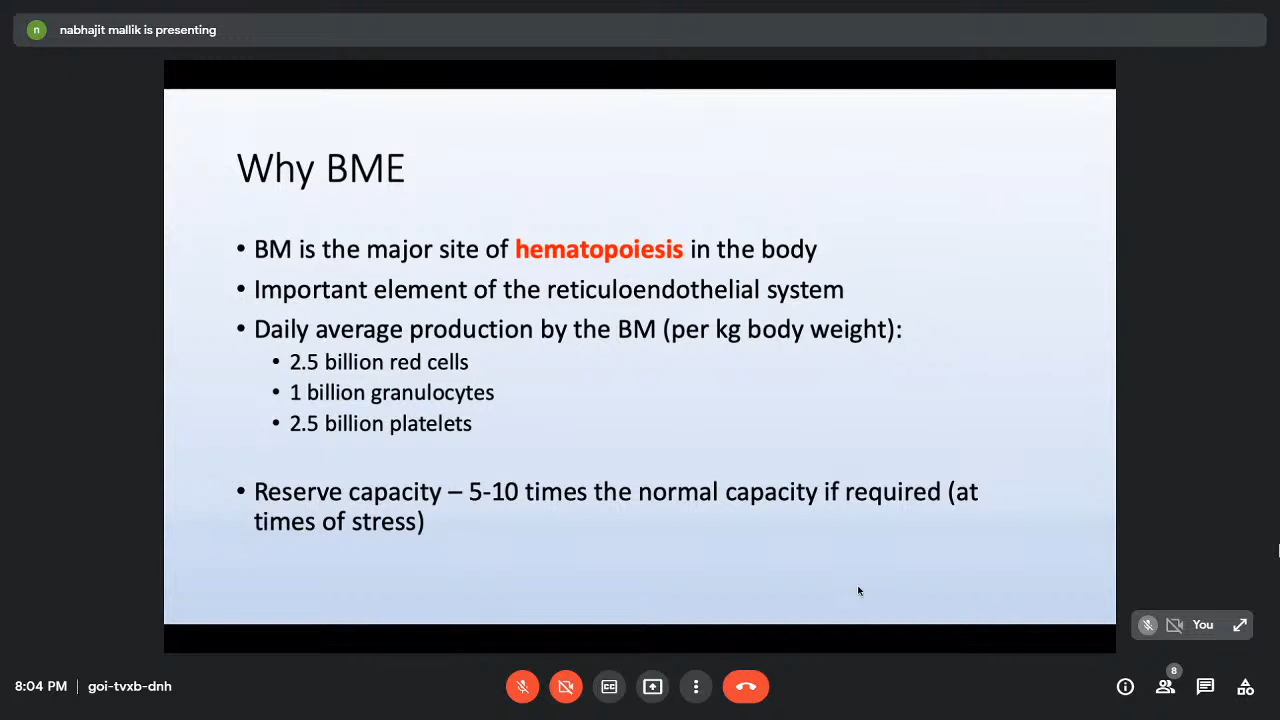 n
nabhajit mallik is presenting
Why BME
• BM is the major site of hematopoiesis in the body
• Important element of the reticuloendothelial system
• Daily average production by the BM (per kg body weight):
• 2.5 billion red cells
• 1 billion granulocytes
• 2.5 billion platelets
• Reserve capacity – 5-10 times the normal capacity if required (at
times of stress)
You
8:04 PM | goi-tvxb-dnh
CC
8